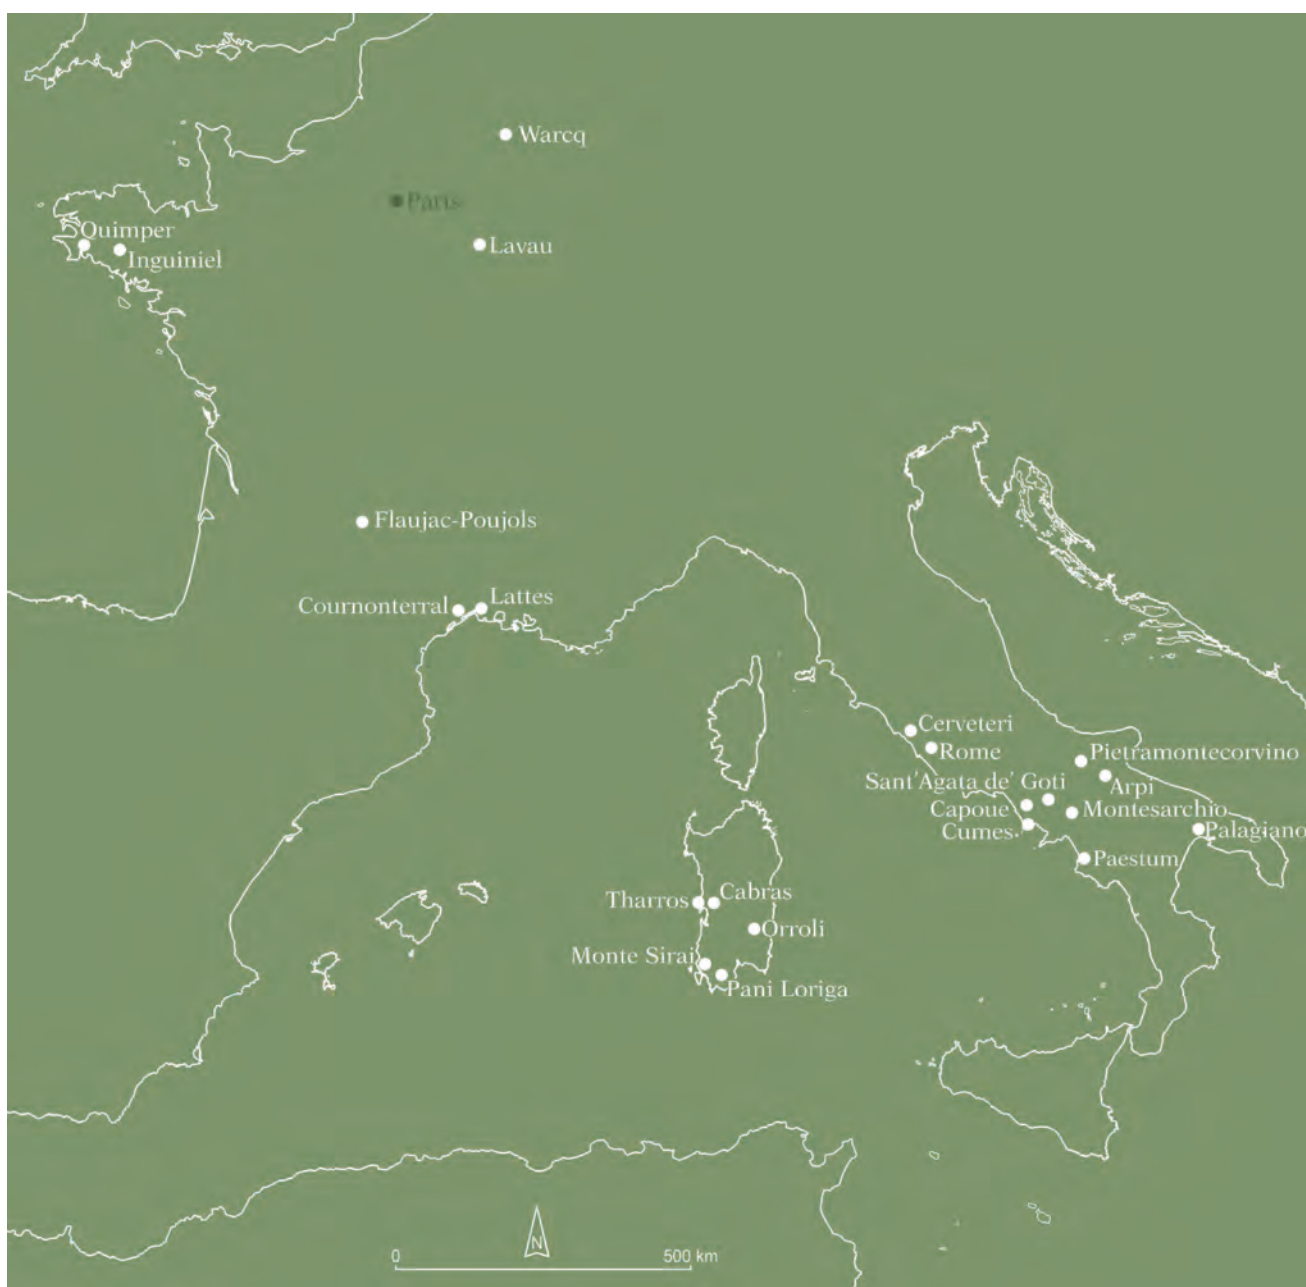 Warcq
Paris
Quimper
Lavau
Inguiniel
Flaujac-Poujols
Cournonterral
Lattes
Cerveteri
Rome
Pietramontecorvino
Sant'Agata de' Goti
Arpi
Capoue
Montesarchio
Cumes
Palagiano
Paestum
Tharros
Cabras
Orroli
Monte Sirai
Pani Loriga
N
0
500 km